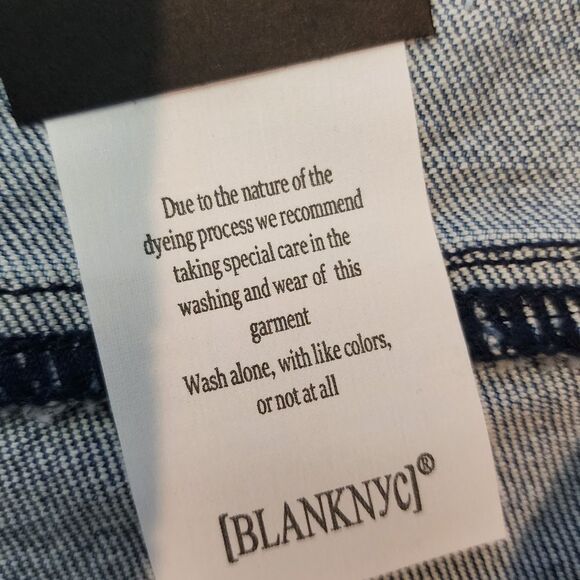 Due to the nature of the
dyeing process we recommend
taking special care in the
washing and wear of this
garment
Wash alone, with like colors,
or not at all
[BLANKNYC]®